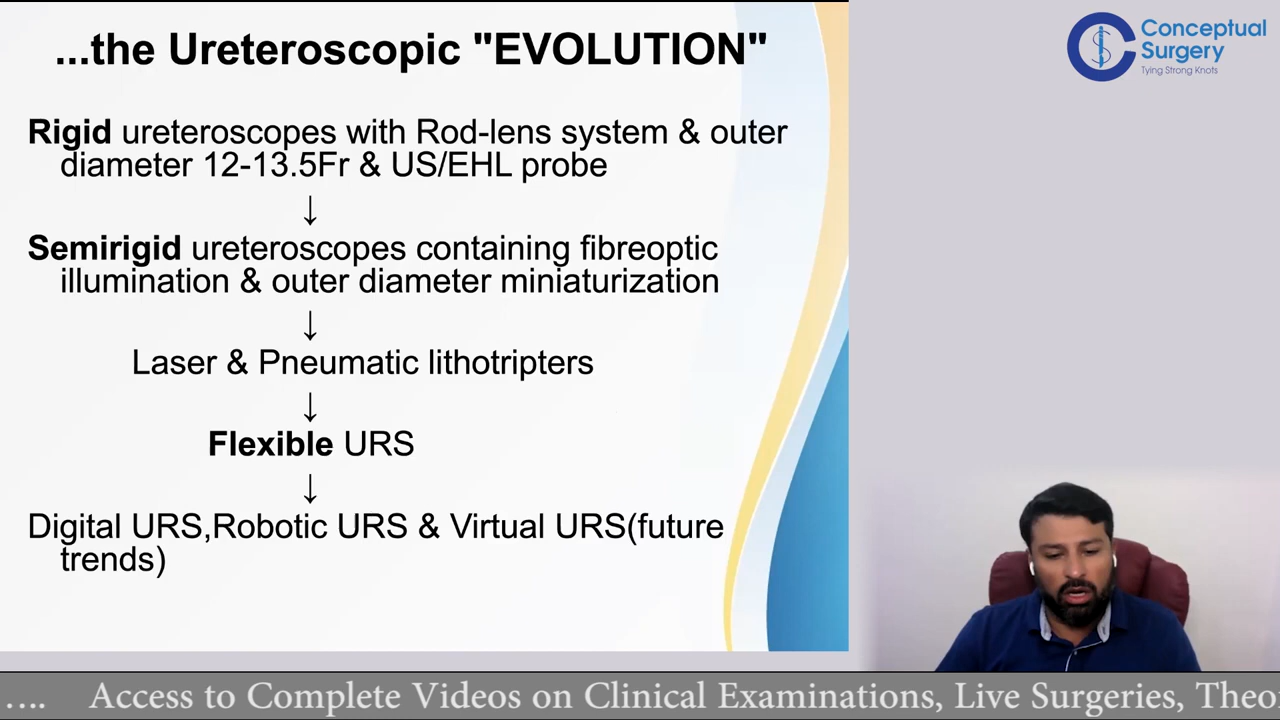 ...the Ureteroscopic "EVOLUTION"
Rigid ureteroscopes with Rod-lens system & outer
diameter 12-13.5Fr & US/EHL probe
↓
Semirigid ureteroscopes containing fibreoptic
illumination & outer diameter miniaturization
↓
Laser & Pneumatic lithotripters
↓
Flexible URS
↓
Digital URS,Robotic URS & Virtual URS(future
trends)
Conceptual
Surgery
Tying Strong Knots
.... Access to Complete Videos on Clinical Examinations, Live Surgeries, Theo